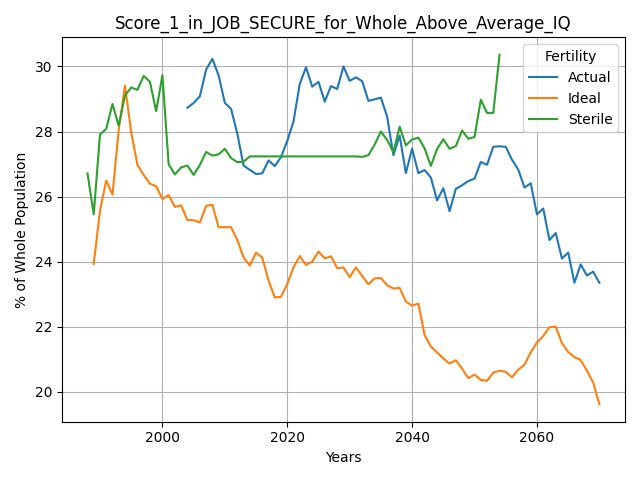 Score_1_in_JOB_SECURE_for_Whole_Above_Average_IQ
Fertility
Actual
Ideal
Sterile
% of Whole Population
30
28
26
24
22
20
2000
2020
2040
2060
Years